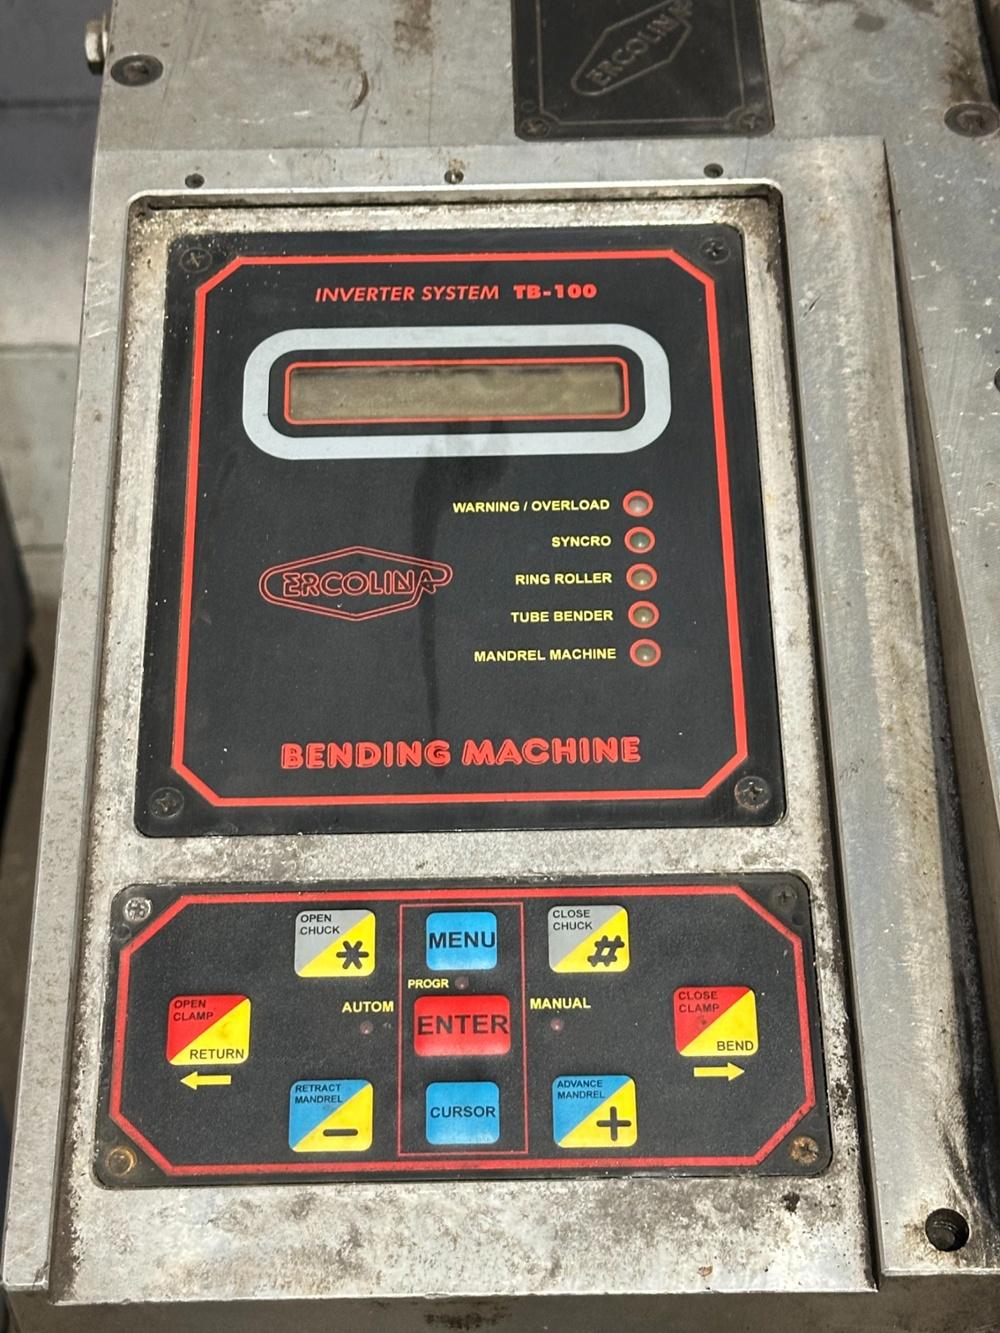 ERCOLINA
INVERTER SYSTEM TB-100
WARNING / OVERLOAD
SYNCRO
RING ROLLER
TUBE BENDER
MANDREL MACHINE
ERCOLINA
BENDING MACHINE
OPEN
CHUCK
*
MENU
CLOSE
CHUCK
#
PROGR
AUTOM
MANUAL
OPEN
CLAMP
RETURN
ENTER
CLOSE
CLAMP
BEND
RETRACT
MANDREL
-
CURSOR
ADVANCE
MANDREL
+